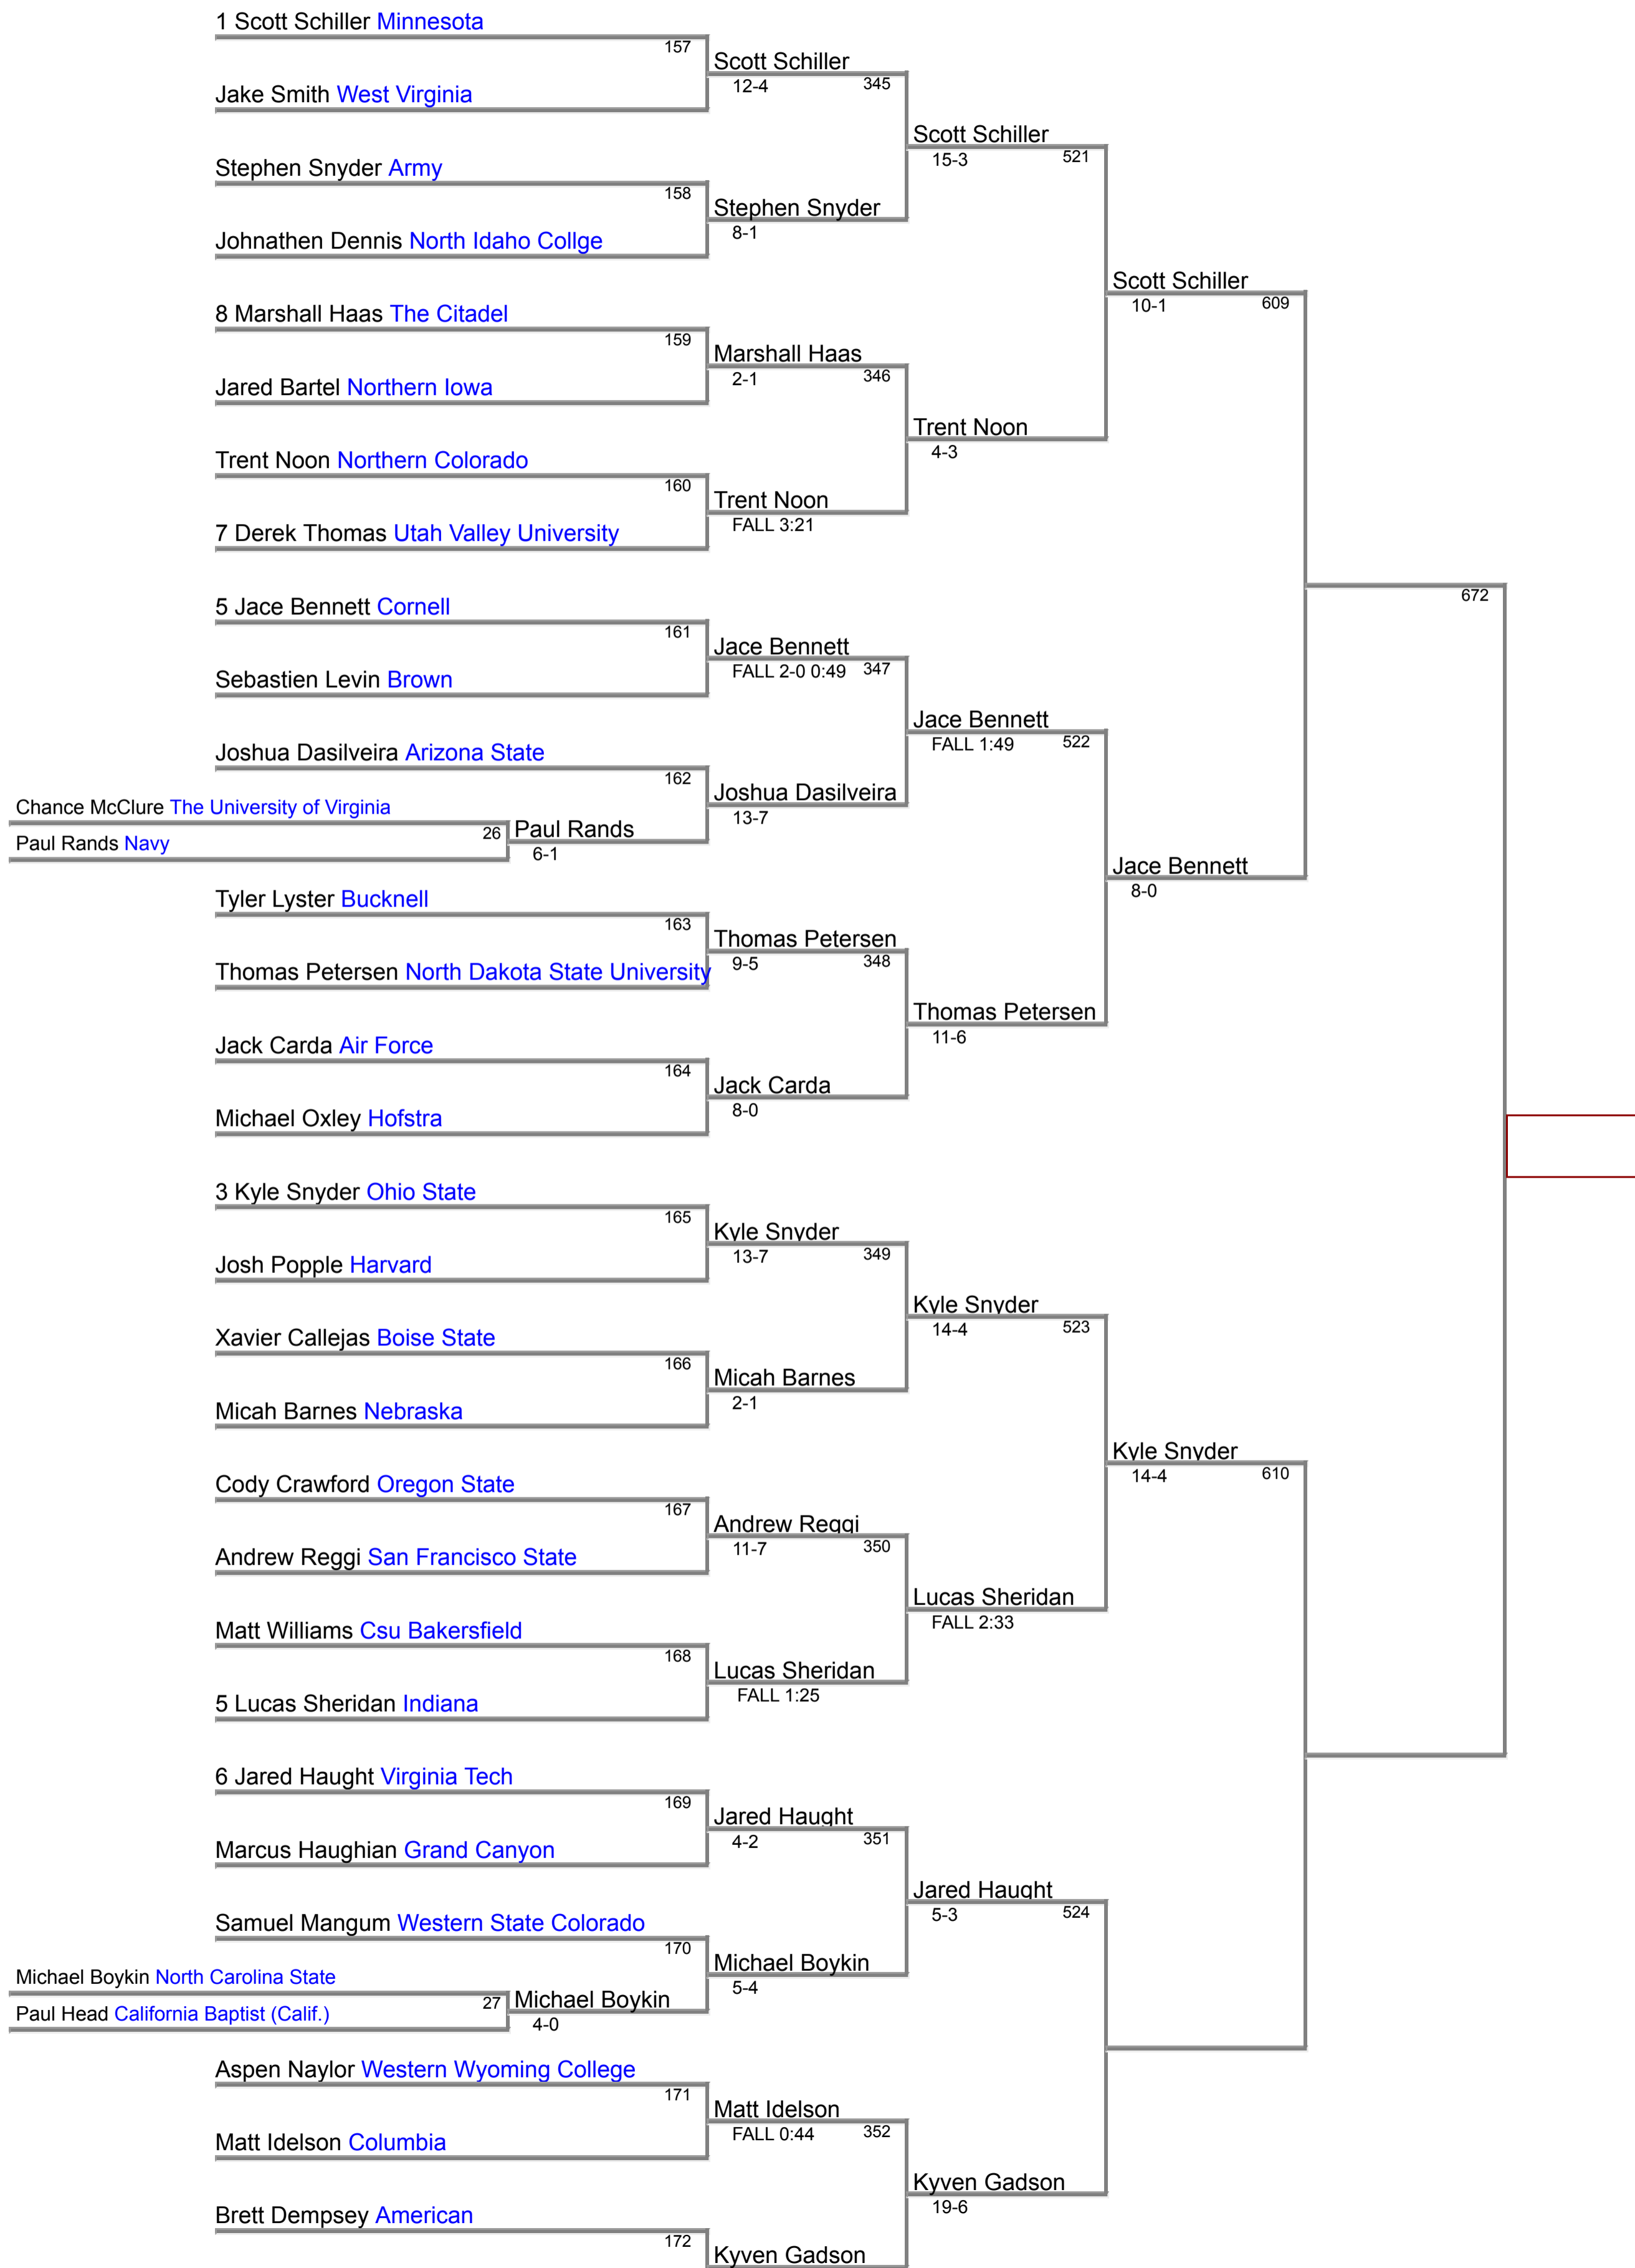 1 Scott Schiller Minnesota
157
Scott Schiller
12-4
345
Jake Smith West Virginia
Scott Schiller
15-3
521
Stephen Snyder Army
158
Stephen Snyder
8-1
Johnathen Dennis North Idaho Collge
Scott Schiller
10-1
609
8 Marshall Haas The Citadel
159
Marshall Haas
2-1
346
Jared Bartel Northern Iowa
Trent Noon
4-3
Trent Noon Northern Colorado
160
Trent Noon
FALL 3:21
7 Derek Thomas Utah Valley University
672
5 Jace Bennett Cornell
161
Jace Bennett
FALL 2-0 0:49
347
Sebastien Levin Brown
Jace Bennett
FALL 1:49
522
Joshua Dasilveira Arizona State
162
Joshua Dasilveira
13-7
Chance McClure The University of Virginia
26
Paul Rands
6-1
Paul Rands Navy
Jace Bennett
8-0
Tyler Lyster Bucknell
163
Thomas Petersen
9-5
348
Thomas Petersen North Dakota State University
Thomas Petersen
11-6
Jack Carda Air Force
164
Jack Carda
8-0
Michael Oxley Hofstra
3 Kyle Snyder Ohio State
165
Kyle Snyder
13-7
349
Josh Popple Harvard
Kyle Snyder
14-4
523
Xavier Callejas Boise State
166
Micah Barnes
2-1
Micah Barnes Nebraska
Kyle Snyder
14-4
610
Cody Crawford Oregon State
167
Andrew Reggi
11-7
350
Andrew Reggi San Francisco State
Lucas Sheridan
FALL 2:33
Matt Williams Csu Bakersfield
168
Lucas Sheridan
FALL 1:25
5 Lucas Sheridan Indiana
6 Jared Haught Virginia Tech
169
Jared Haught
4-2
351
Marcus Haughian Grand Canyon
Jared Haught
5-3
524
Samuel Mangum Western State Colorado
170
Michael Boykin
5-4
Michael Boykin North Carolina State
27
Michael Boykin
4-0
Paul Head California Baptist (Calif.)
Aspen Naylor Western Wyoming College
171
Matt Idelson
FALL 0:44
352
Matt Idelson Columbia
Kyven Gadson
19-6
Brett Dempsey American
172
Kyven Gadson